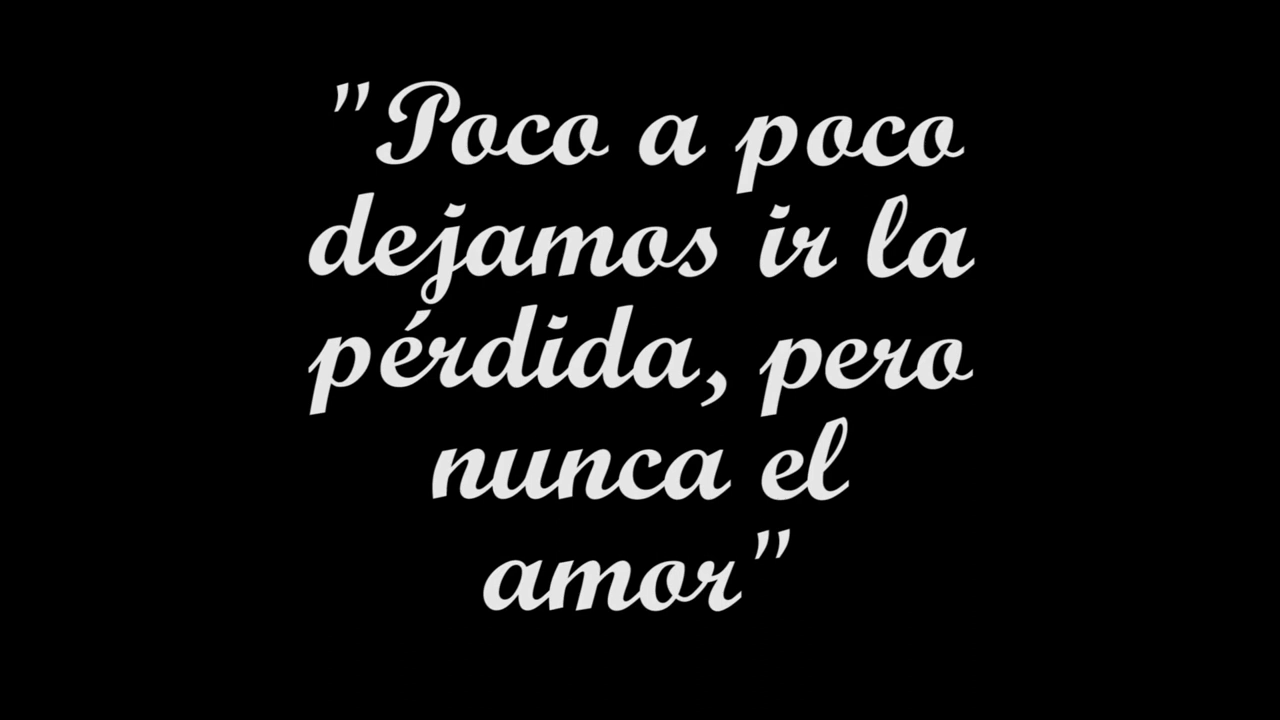 "Poco a poco
dejamos ir la
pérdida, pero
nunca el
amor"